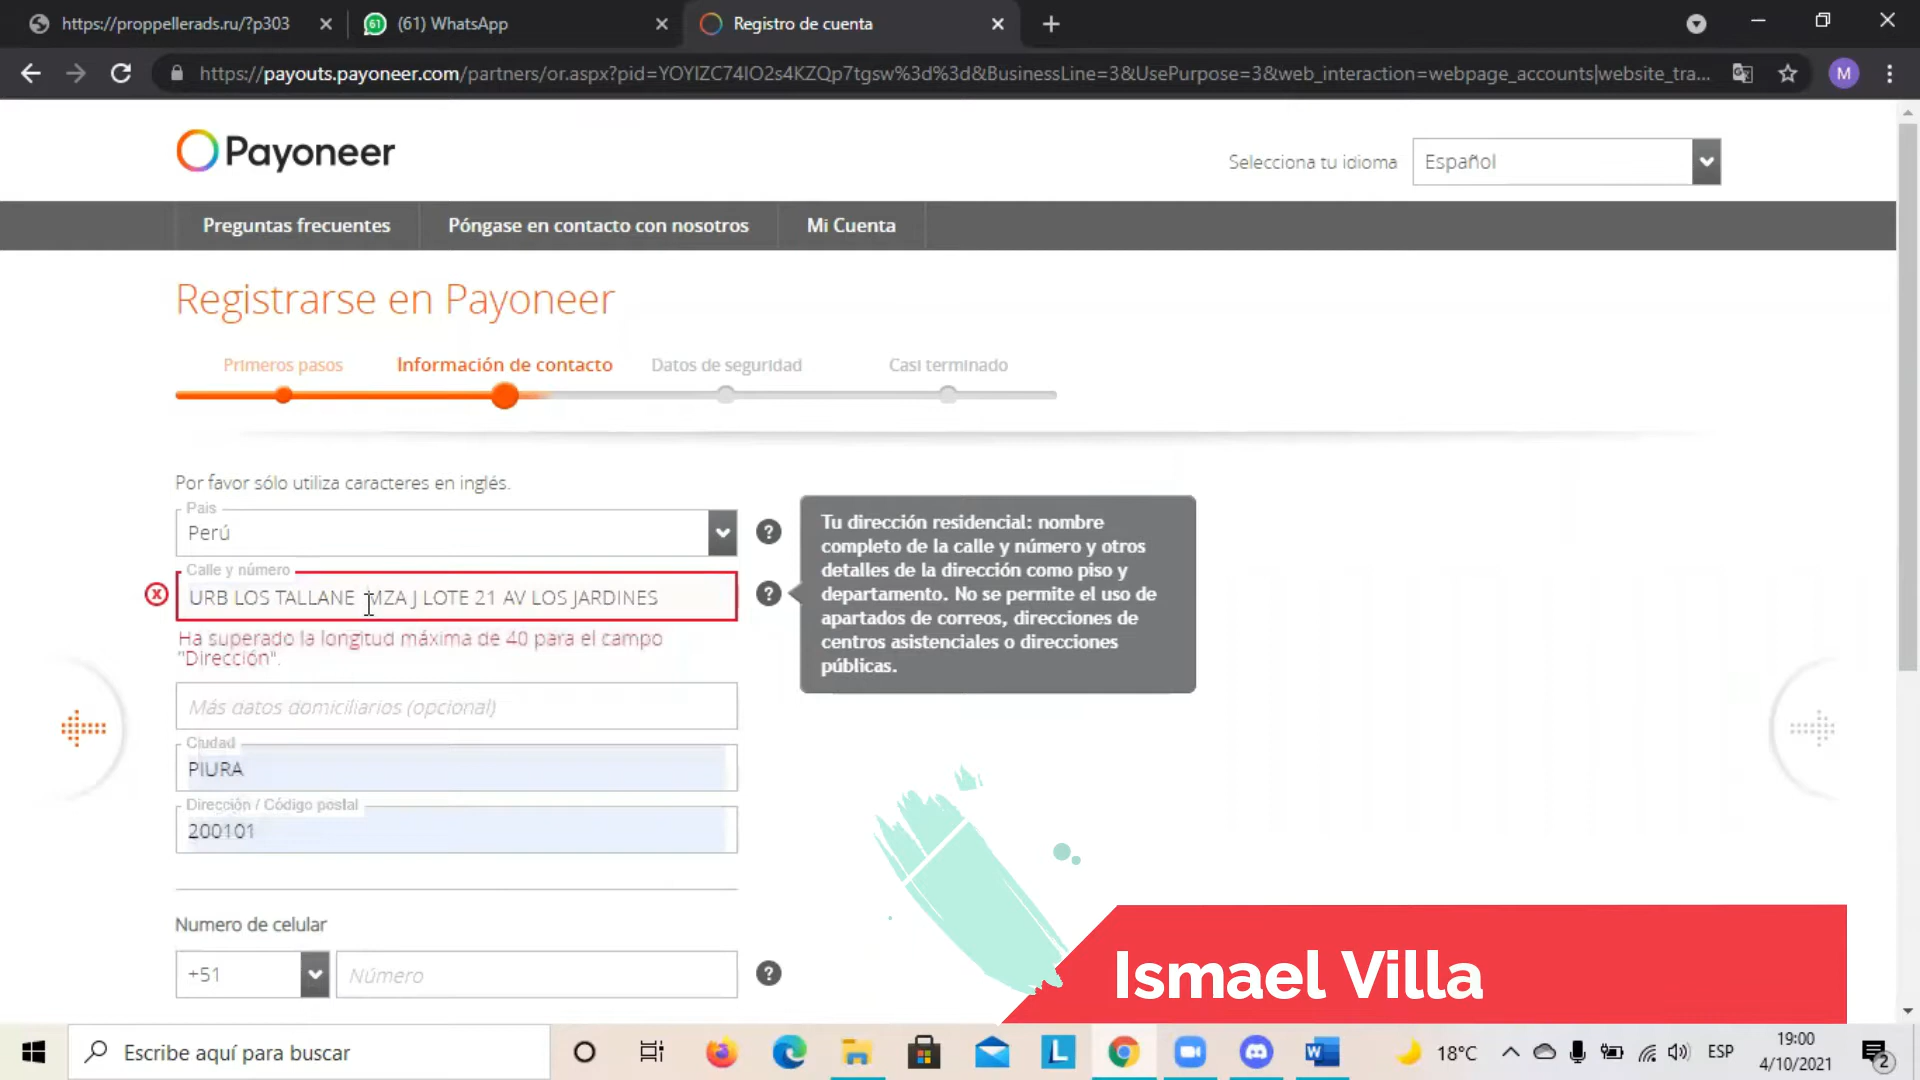 https://proppellerads.ru/?p303
(61) WhatsApp
Registro de cuenta
https://payouts.payoneer.com/partners/or.aspx?pid=YOYIZC74IO2s4KZQp7tgsw%3d%3d&BusinessLine=3&UsePurpose=3&web_interaction=webpage_accounts|website_tra...
M
Payoneer
Selecciona tu idioma
Español
Preguntas frecuentes
Póngase en contacto con nosotros
Mi Cuenta
Registrarse en Payoneer
Primeros pasos
Información de contacto
Datos de seguridad
Casi terminado
Por favor sólo utiliza caracteres en inglés.
País
Perú
Calle y número
URB LOS TALLANE MZA J LOTE 21 AV LOS JARDINES
Ha superado la longitud máxima de 40 para el campo
"Dirección".
Tu dirección residencial: nombre
completo de la calle y número y otros
detalles de la dirección como piso y
departamento. No se permite el uso de
apartados de correos, direcciones de
centros asistenciales o direcciones
públicas.
Más datos domiciliarios (opcional)
Ciudad
PIURA
Dirección / Código postal
200101
Numero de celular
+51
Número
Ismael Villa
Escribe aquí para buscar
18°C
ESP
19:00
4/10/2021
2